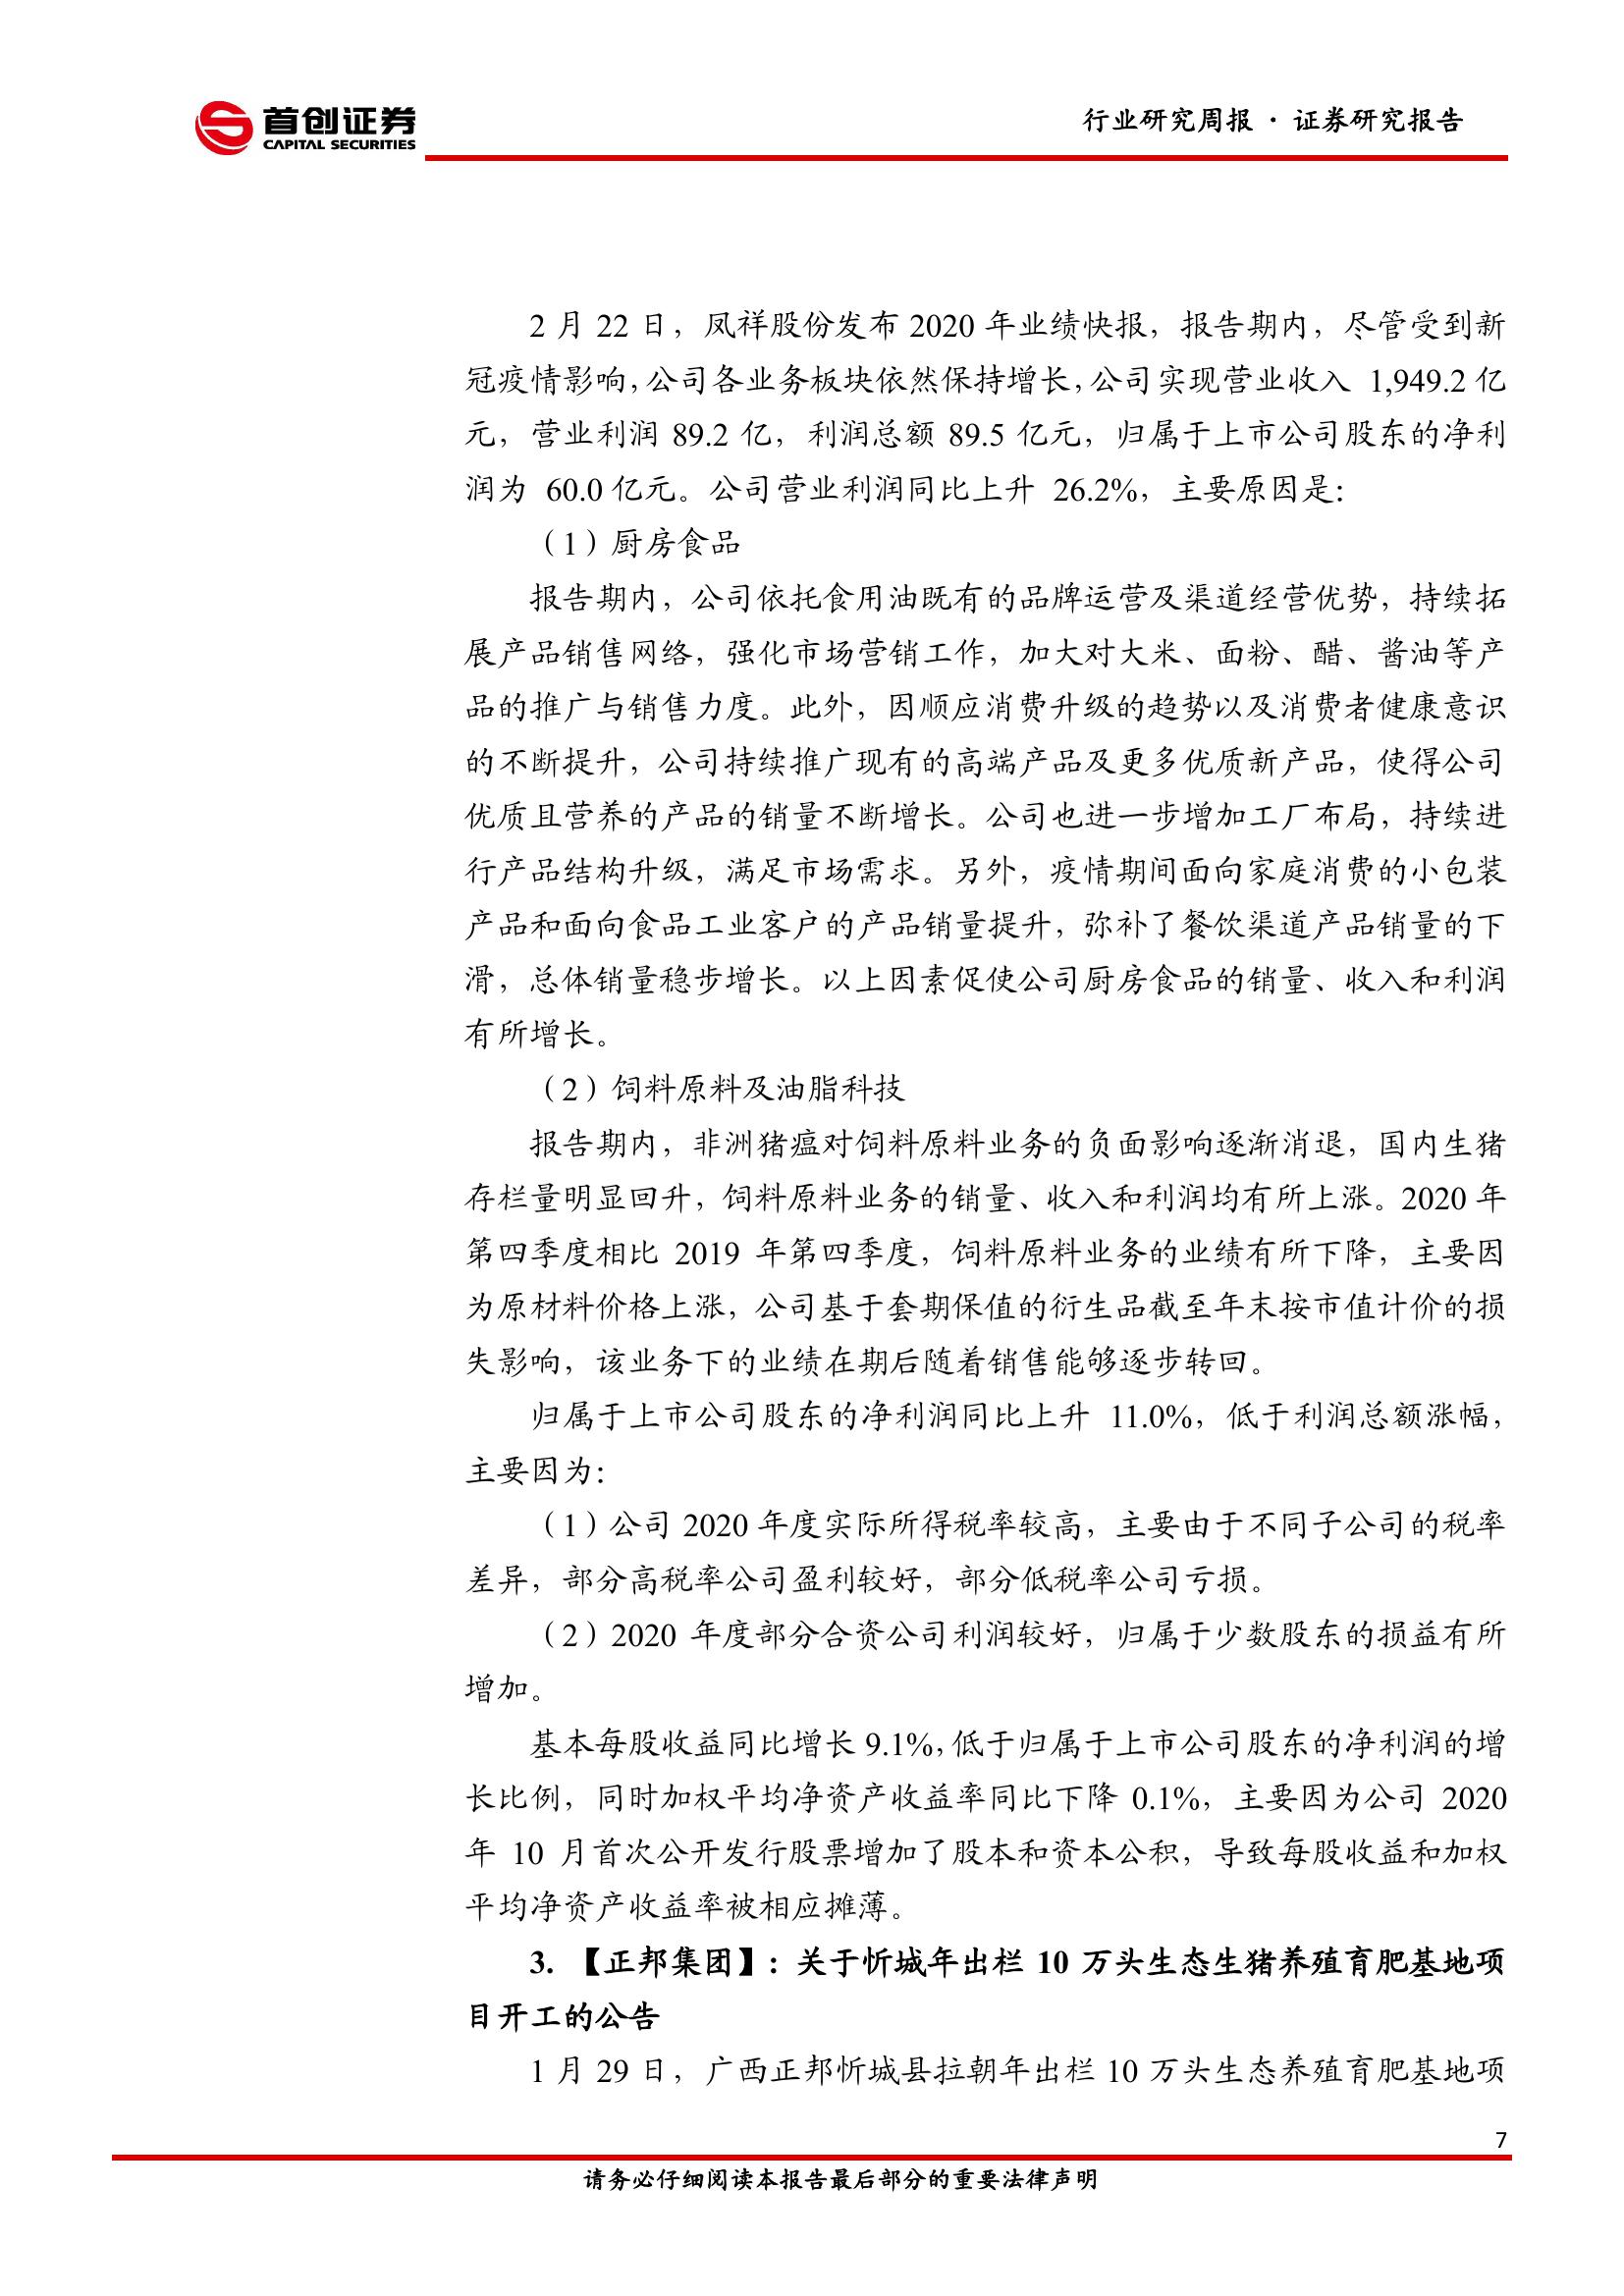 首创证券
CAPITAL SECURITIES
行业研究周报 · 证券研究报告
2 月 22 日，凤祥股份发布 2020 年业绩快报，报告期内，尽管受到新
冠疫情影响，公司各业务板块依然保持增长，公司实现营业收入 1,949.2 亿
元，营业利润 89.2 亿，利润总额 89.5 亿元，归属于上市公司股东的净利
润为 60.0 亿元。公司营业利润同比上升 26.2%，主要原因是：
（1）厨房食品
报告期内，公司依托食用油既有的品牌运营及渠道经营优势，持续拓
展产品销售网络，强化市场营销工作，加大对大米、面粉、醋、酱油等产
品的推广与销售力度。此外，因顺应消费升级的趋势以及消费者健康意识
的不断提升，公司持续推广现有的高端产品及更多优质新产品，使得公司
优质且营养的产品的销量不断增长。公司也进一步增加工厂布局，持续进
行产品结构升级，满足市场需求。另外，疫情期间面向家庭消费的小包装
产品和面向食品工业客户的产品销量提升，弥补了餐饮渠道产品销量的下
滑，总体销量稳步增长。以上因素促使公司厨房食品的销量、收入和利润
有所增长。
（2）饲料原料及油脂科技
报告期内，非洲猪瘟对饲料原料业务的负面影响逐渐消退，国内生猪
存栏量明显回升，饲料原料业务的销量、收入和利润均有所上涨。2020 年
第四季度相比 2019 年第四季度，饲料原料业务的业绩有所下降，主要因
为原材料价格上涨，公司基于套期保值的衍生品截至年末按市值计价的损
失影响，该业务下的业绩在期后随着销售能够逐步转回。
归属于上市公司股东的净利润同比上升 11.0%，低于利润总额涨幅，
主要因为：
（1）公司 2020 年度实际所得税率较高，主要由于不同子公司的税率
差异，部分高税率公司盈利较好，部分低税率公司亏损。
（2）2020 年度部分合资公司利润较好，归属于少数股东的损益有所
增加。
基本每股收益同比增长 9.1%，低于归属于上市公司股东的净利润的增
长比例，同时加权平均净资产收益率同比下降 0.1%，主要因为公司 2020
年 10 月首次公开发行股票增加了股本和资本公积，导致每股收益和加权
平均净资产收益率被相应摊薄。
3. 【正邦集团】：关于忻城年出栏 10 万头生态生猪养殖育肥基地项
目开工的公告
1 月 29 日，广西正邦忻城县拉朝年出栏 10 万头生态养殖育肥基地项
7
请务必仔细阅读本报告最后部分的重要法律声明